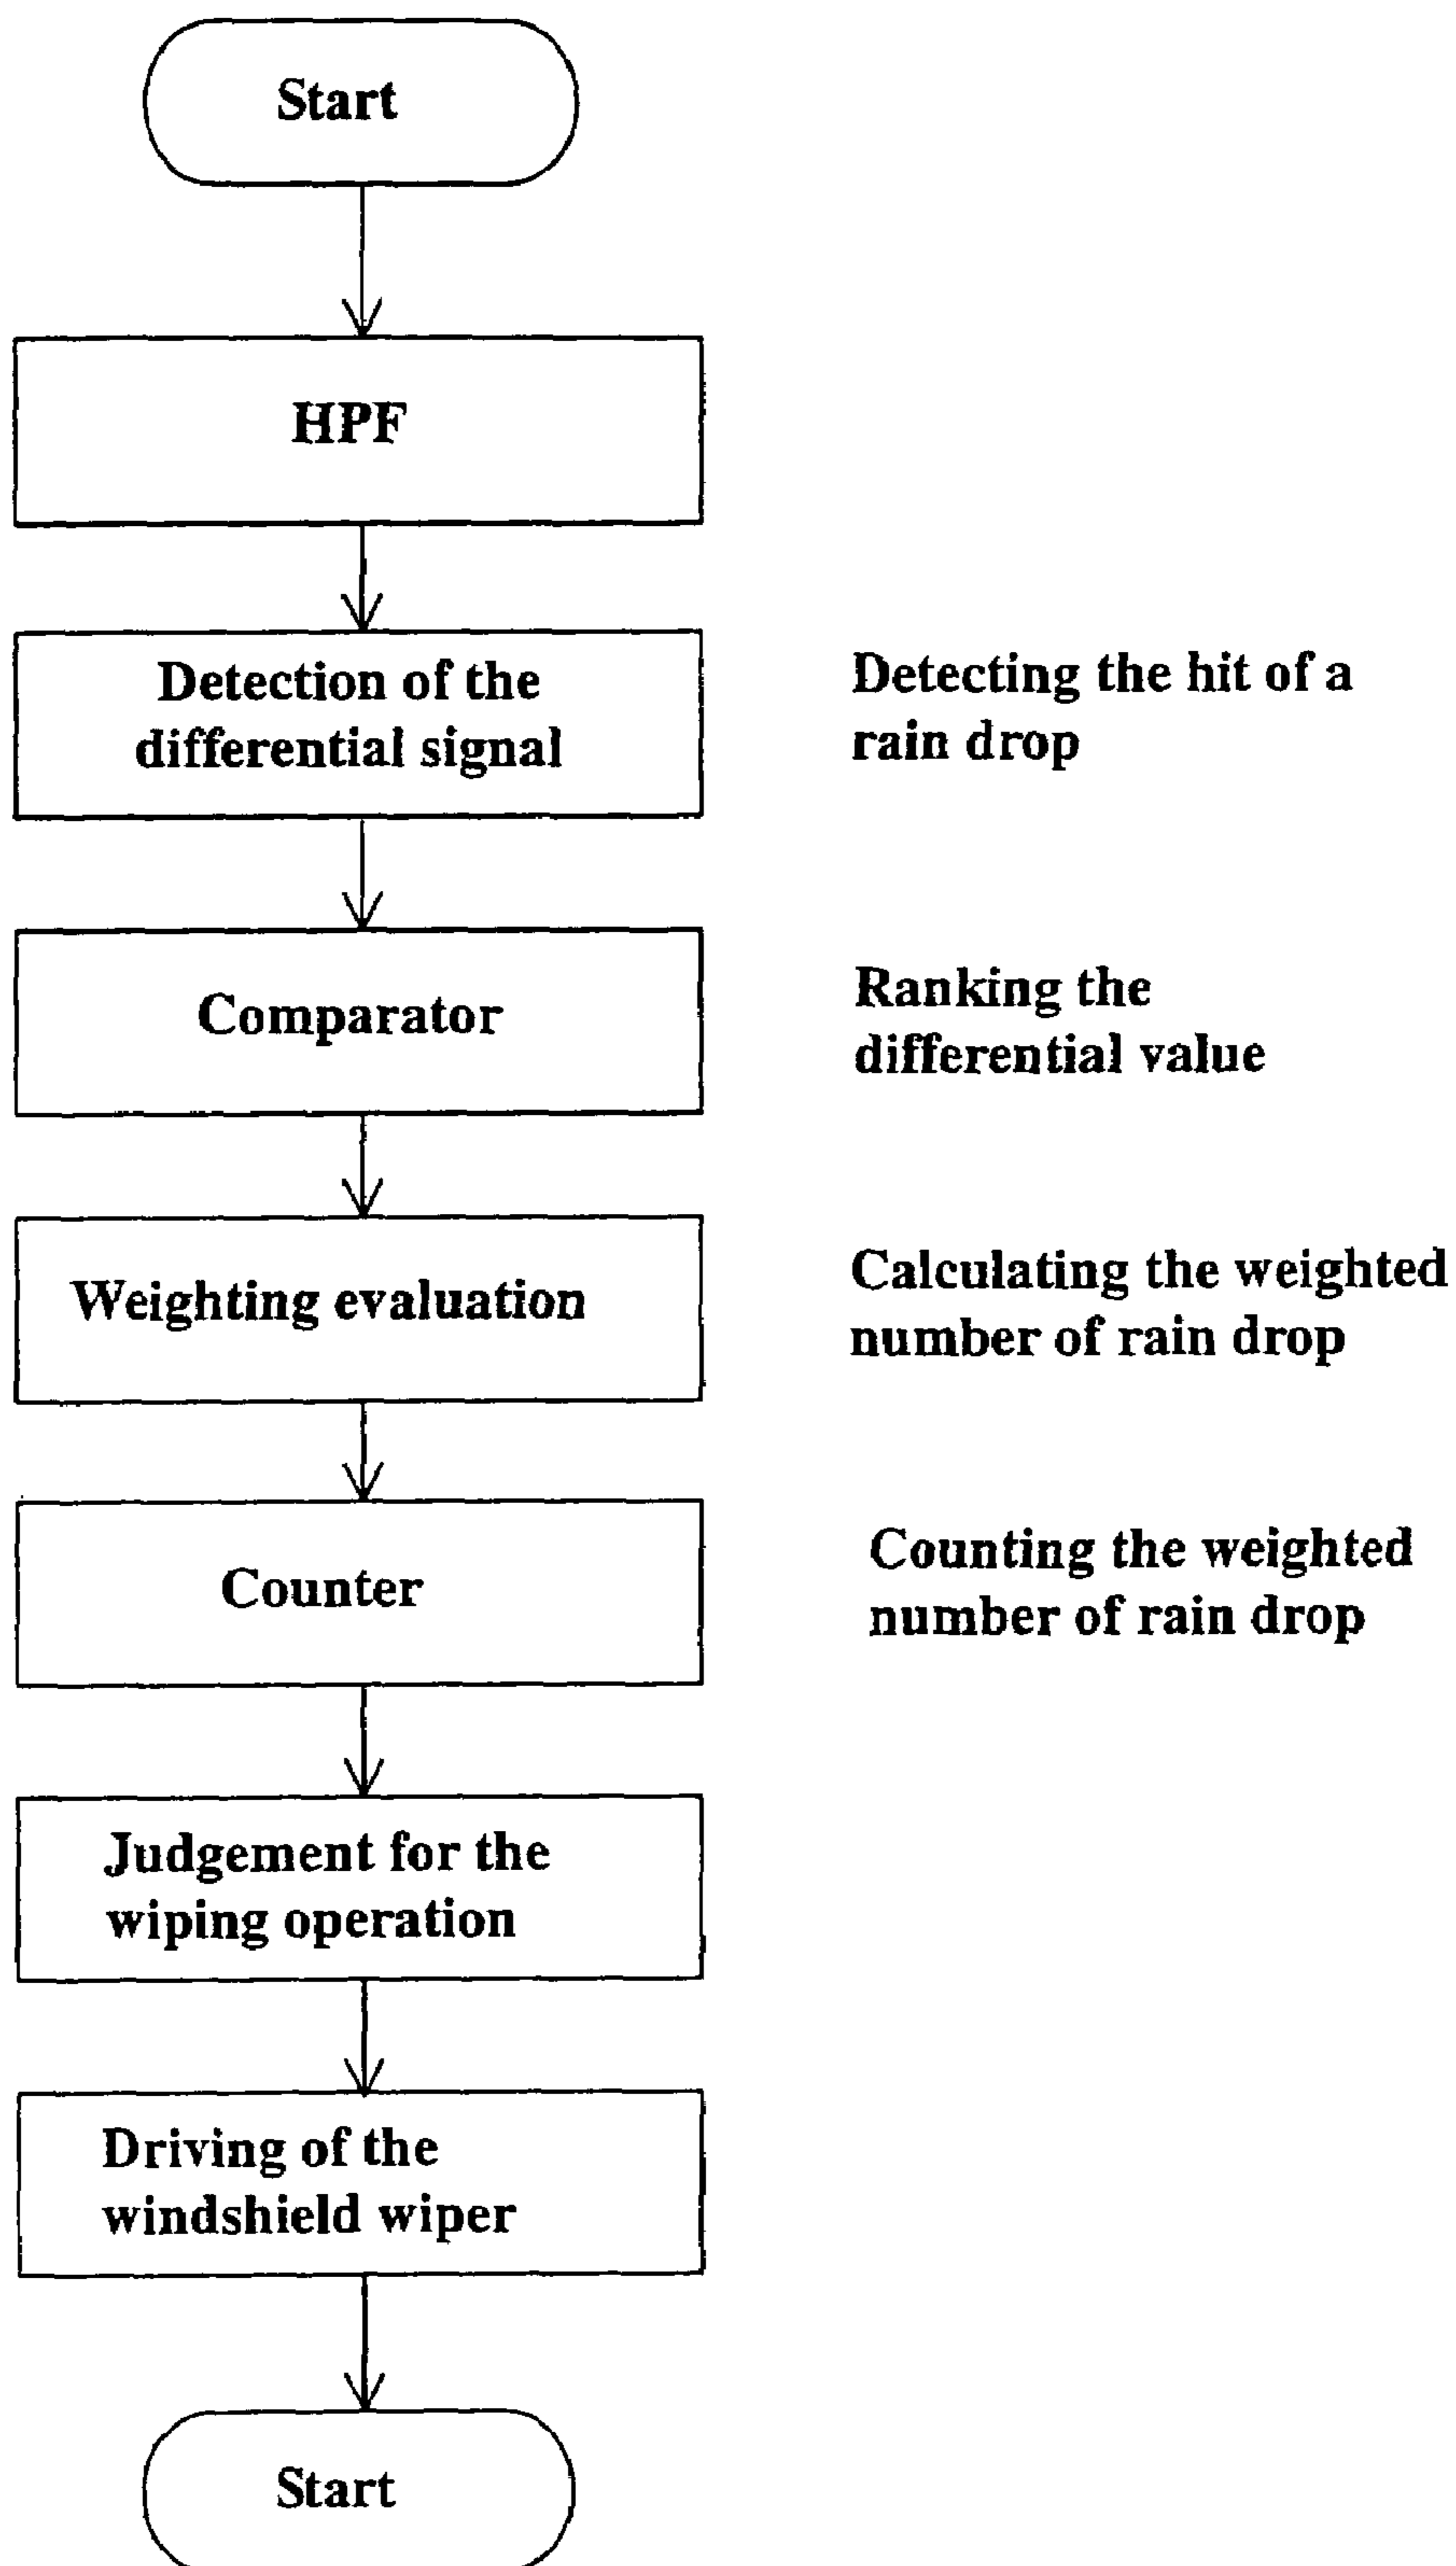 Start
HPF
Detection of the
differential signal
Detecting the hit of a
rain drop
Comparator
Ranking the
differential value
Weighting evaluation
Calculating the weighted
number of rain drop
Counter
Counting the weighted
number of rain drop
Judgement for the
wiping operation
Driving of the
windshield wiper
Start